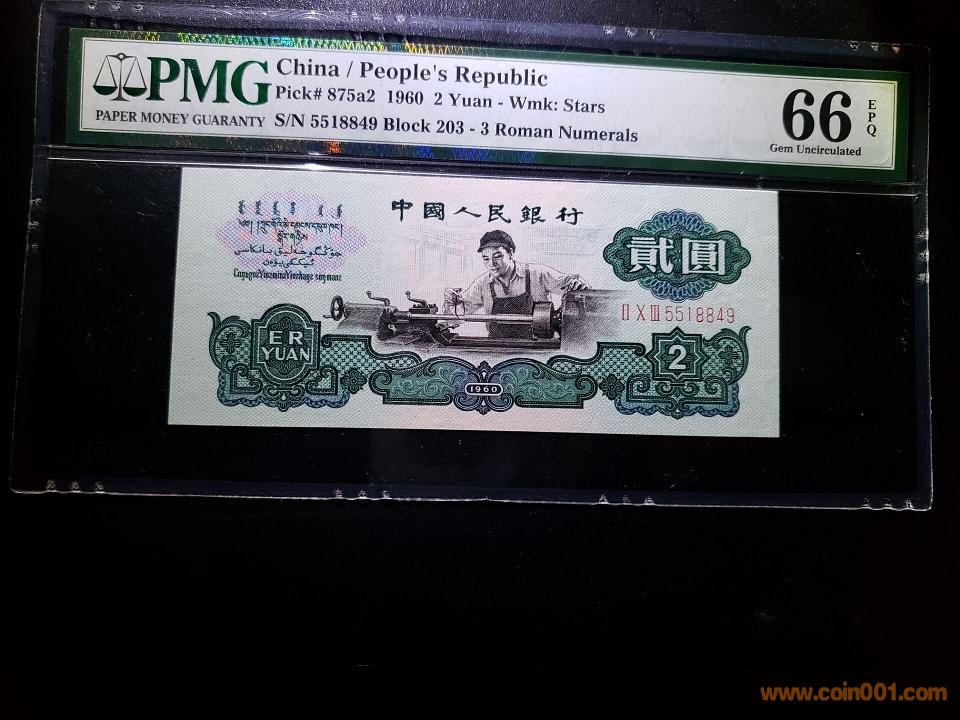 PMG
PAPER MONEY GUARANTY
China / People's Republic
Pick# 875a2 1960 2 Yuan - Wmk: Stars
S/N 5518849 Block 203 - 3 Roman Numerals
66
EPQ
Gem Uncirculated
中國人民銀行
貳圓
II X III 5518849
ER
YUAN
1960
2
www.coin001.com